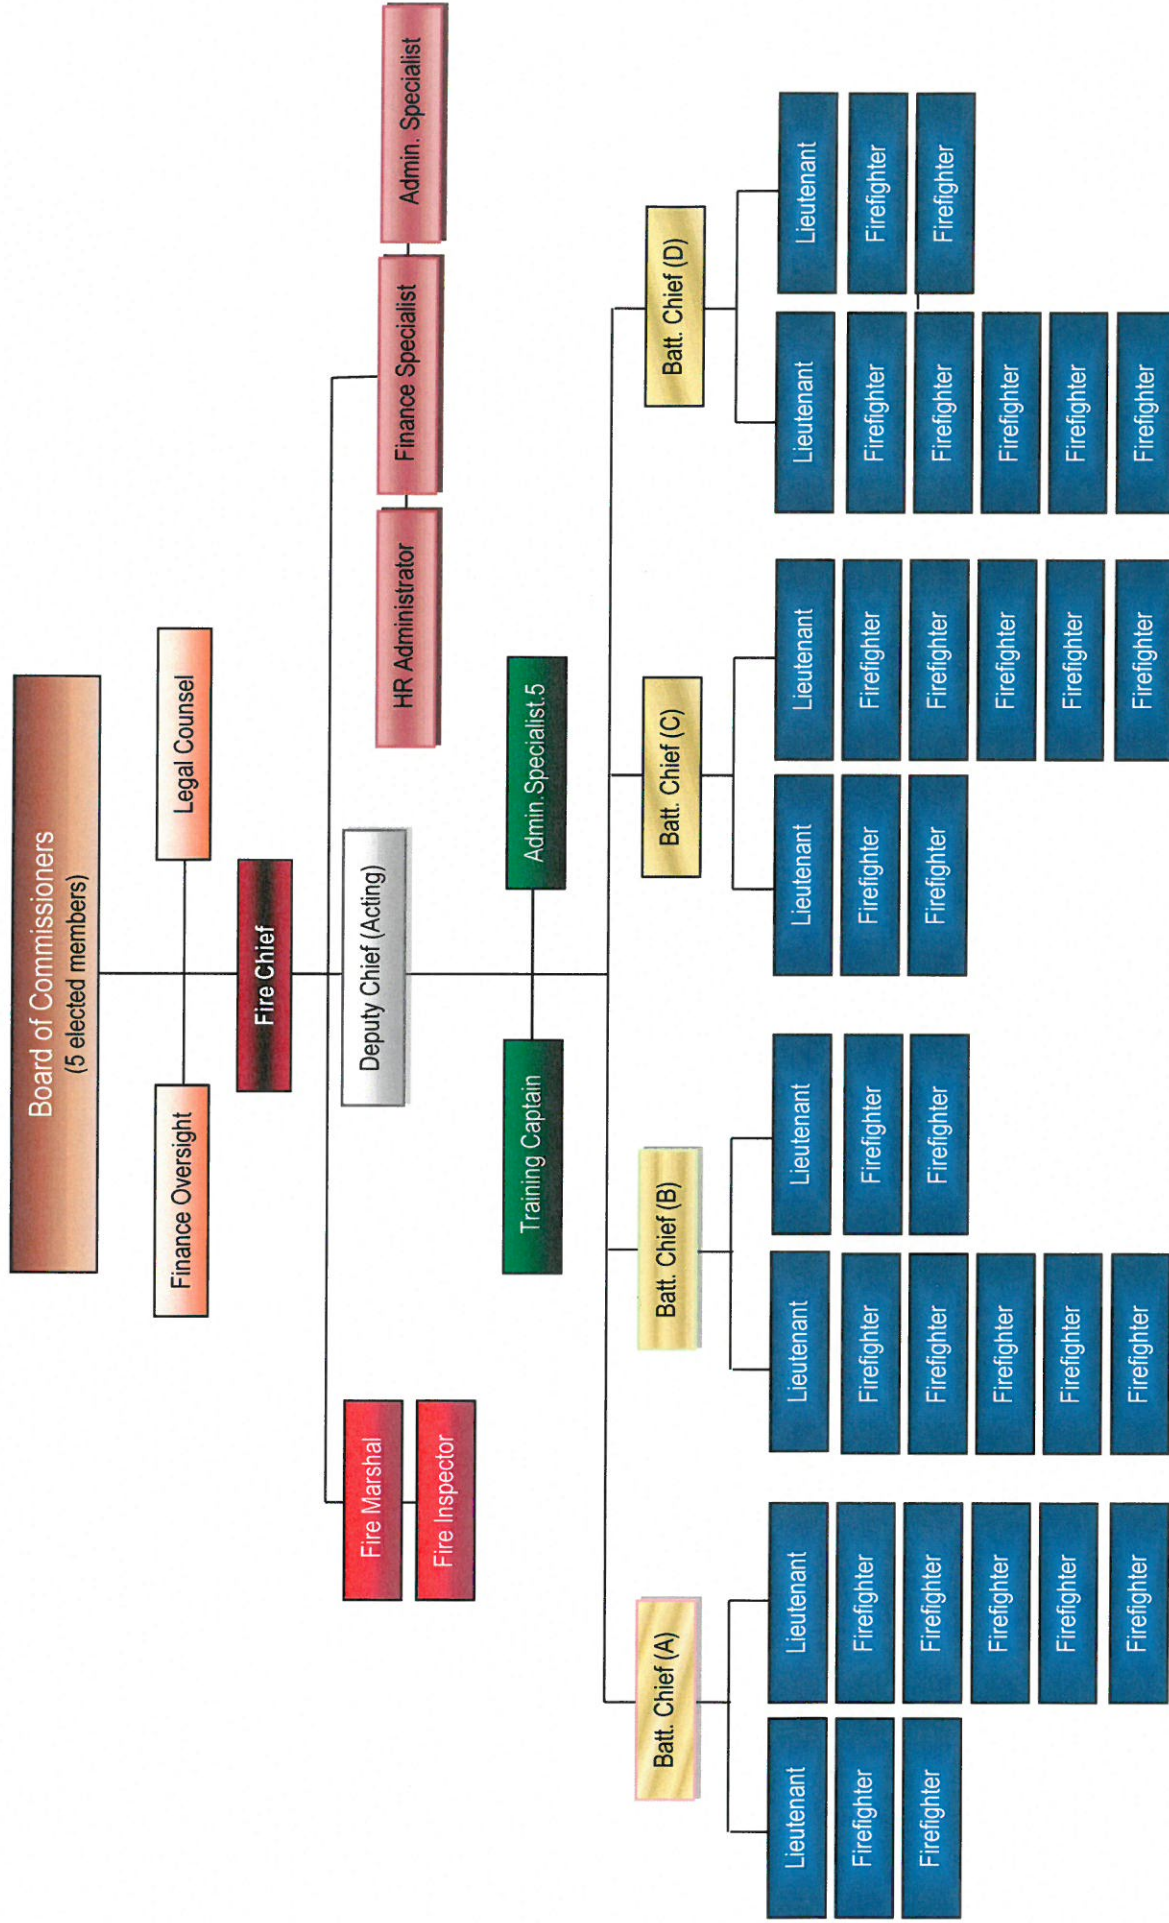 Board of Commissioners
(5 elected members)
Finance Oversight
Legal Counsel
Fire Chief
Fire Marshal
Fire Inspector
Deputy Chief (Acting)
HR Administrator
Finance Specialist
Admin. Specialist
Training Captain
Admin.Specialist.5
Batt. Chief (A)
Batt. Chief (B)
Batt. Chief (C)
Batt. Chief (D)
Lieutenant
Firefighter
Firefighter
Lieutenant
Firefighter
Firefighter
Firefighter
Firefighter
Firefighter
Lieutenant
Firefighter
Firefighter
Firefighter
Firefighter
Firefighter
Lieutenant
Firefighter
Firefighter
Lieutenant
Firefighter
Firefighter
Lieutenant
Firefighter
Firefighter
Firefighter
Firefighter
Firefighter
Lieutenant
Firefighter
Firefighter
Firefighter
Firefighter
Firefighter
Lieutenant
Firefighter
Firefighter